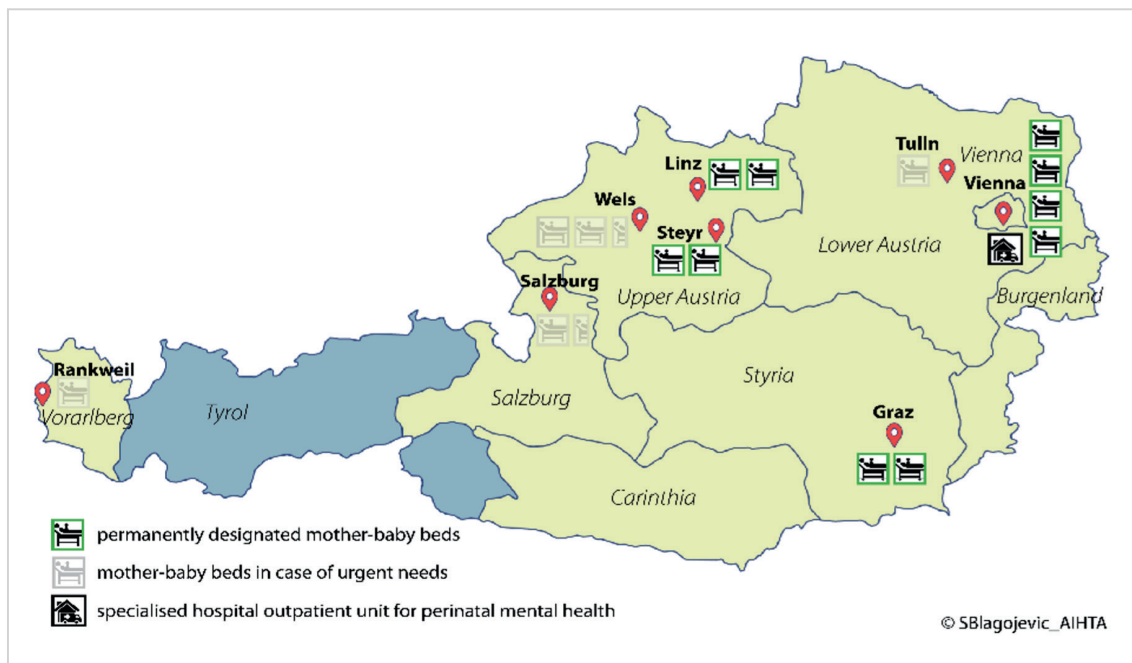 Tulln
Vienna
Linz
Vienna
Wels
Steyr
Lower Austria
Salzburg
Upper Austria
Burgenland
Rankweil
Styria
Salzburg
Tyrol
Vorarlberg
Graz
Carinthia
permanently designated mother-baby beds
mother-baby beds in case of urgent needs
specialised hospital outpatient unit for perinatal mental health
© SBlagojevic_AIHTA